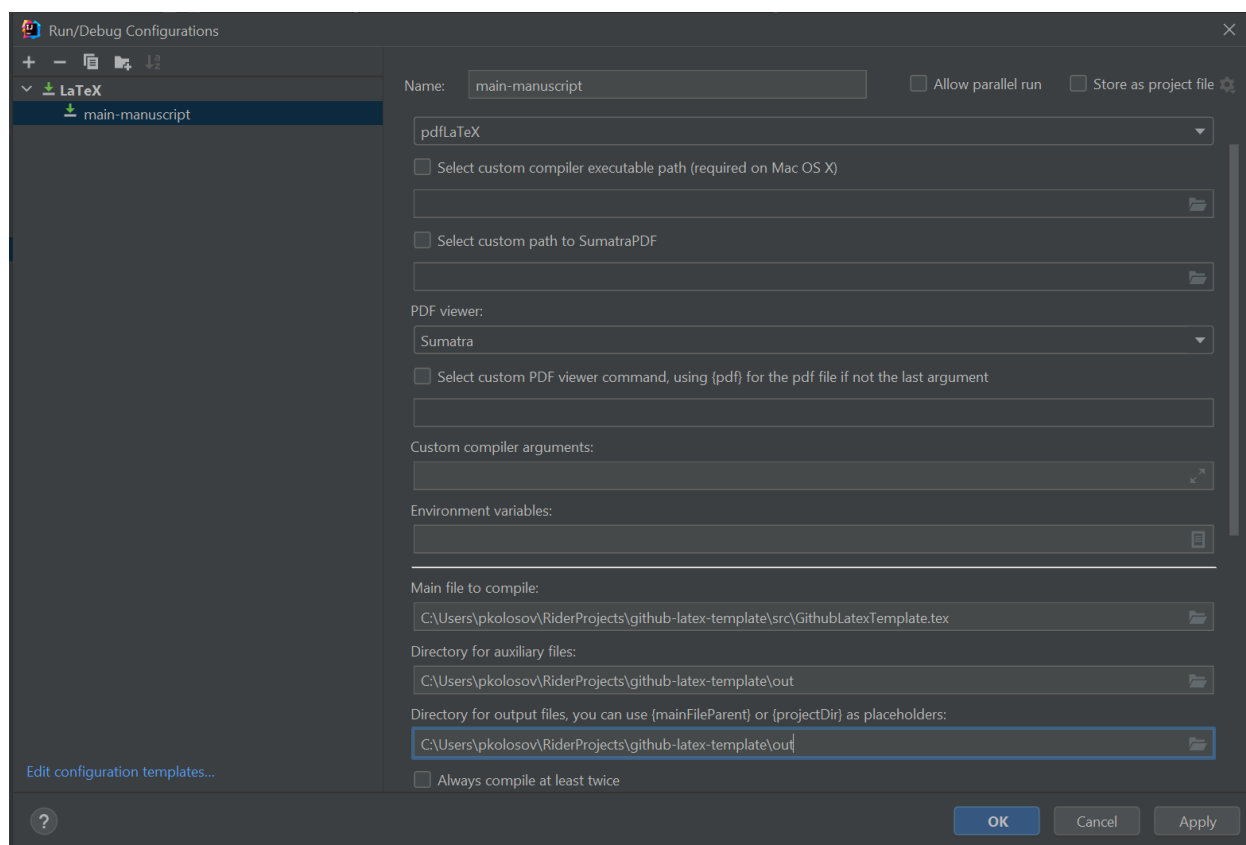 Run/Debug Configurations
LaTeX
main-manuscript
Edit configuration templates...
Name: main-manuscript Allow parallel run Store as project file
pdfLaTeX
Select custom compiler executable path (required on Mac OS X)
Select custom path to SumatraPDF
PDF viewer:
Sumatra
Select custom PDF viewer command, using {pdf} for the pdf file if not the last argument
Custom compiler arguments:
Environment variables:
Main file to compile:
C:\Users\pkolosov\RiderProjects\github-latex-template\src\GithubLatexTemplate.tex
Directory for auxiliary files:
C:\Users\pkolosov\RiderProjects\github-latex-template\out
Directory for output files, you can use {mainFileParent} or {projectDir} as placeholders:
C:\Users\pkolosov\RiderProjects\github-latex-template\out
Always compile at least twice
? OK Cancel Apply